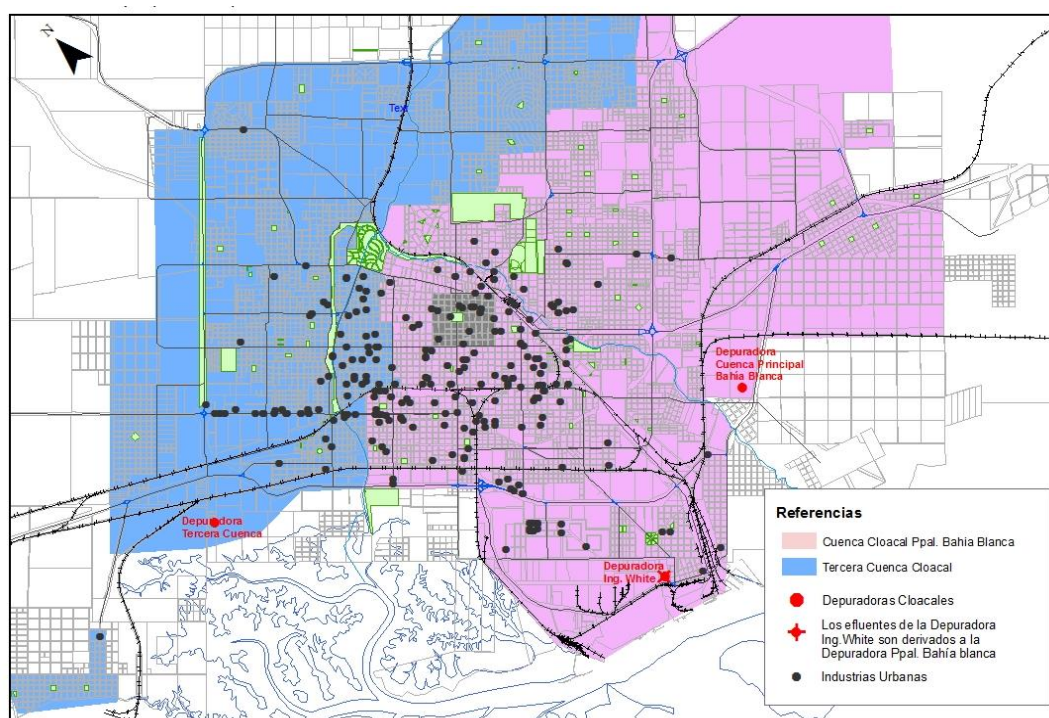 N
Text
Depuradora
Cuenca Principal
Bahía Blanca
Depuradora
Tercera Cuenca
Depuradora
Ing. White
Referencias
Cuenca Cloacal Ppal. Bahía Blanca
Tercera Cuenca Cloacal
Depuradoras Cloacales
Los efluentes de la Depuradora
Ing.White son derivados a la
Depuradora Ppal. Bahía blanca
Industrias Urbanas